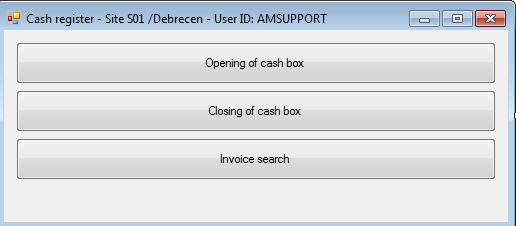 Cash register - Site S01 /Debrecen - User ID: AMSUPPORT
Opening of cash box
Closing of cash box
Invoice search